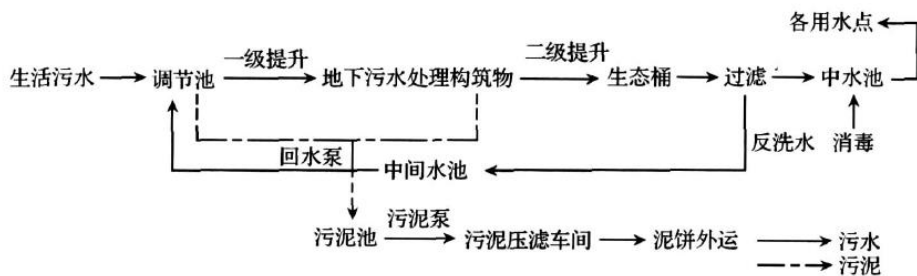 各用水点
生活污水 调节池 一级提升 地下污水处理构筑物 二级提升 生态桶 过滤 中水池
回水泵 中间水池 反洗水 消毒
污泥池 污泥泵 污泥压滤车间 泥饼外运 污水
污泥